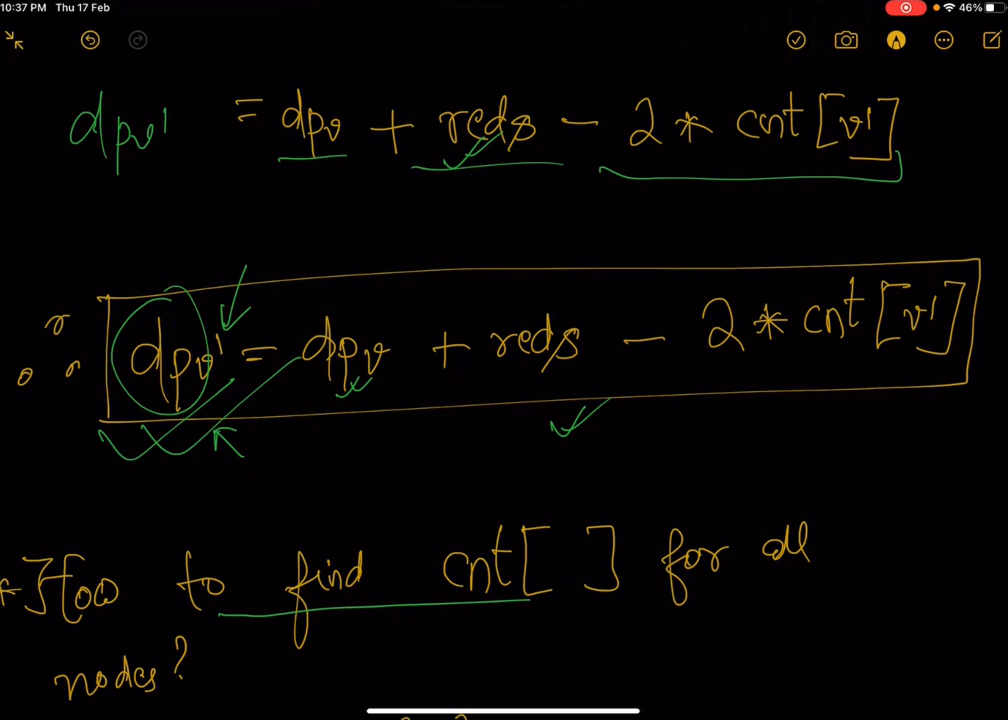 10:37 PM Thu 17 Feb 46%
dpv' = dpv + reds - 2 * cnt[v']
dpv' = dpv + reds - 2 * cnt[v']
to find cnt[ ] for all
nodes?